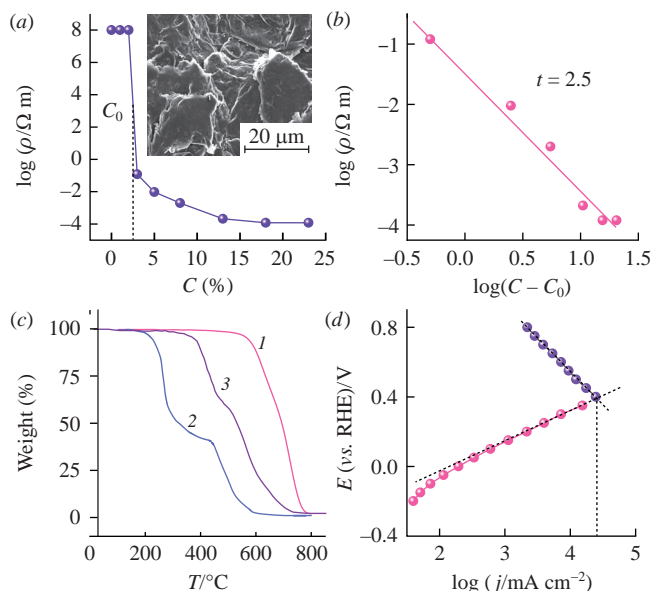 (a)
8
6
4
2
0
−2
−4
log (ρ/Ω m)
C₀
20 μm
0 5 10 15 20 25
C (%)
(b)
−1
−2
−3
−4
log (ρ/Ω m)
t = 2.5
−0.5 0.0 0.5 1.0 1.5
log(C – C₀)
(c)
100
75
50
25
0
Weight (%)
1
3
2
0 200 400 600 800
T/°C
(d)
0.8
0.4
0.0
−0.4
E (vs. RHE)/V
2 3 4 5
log ( j/mA cm⁻²)